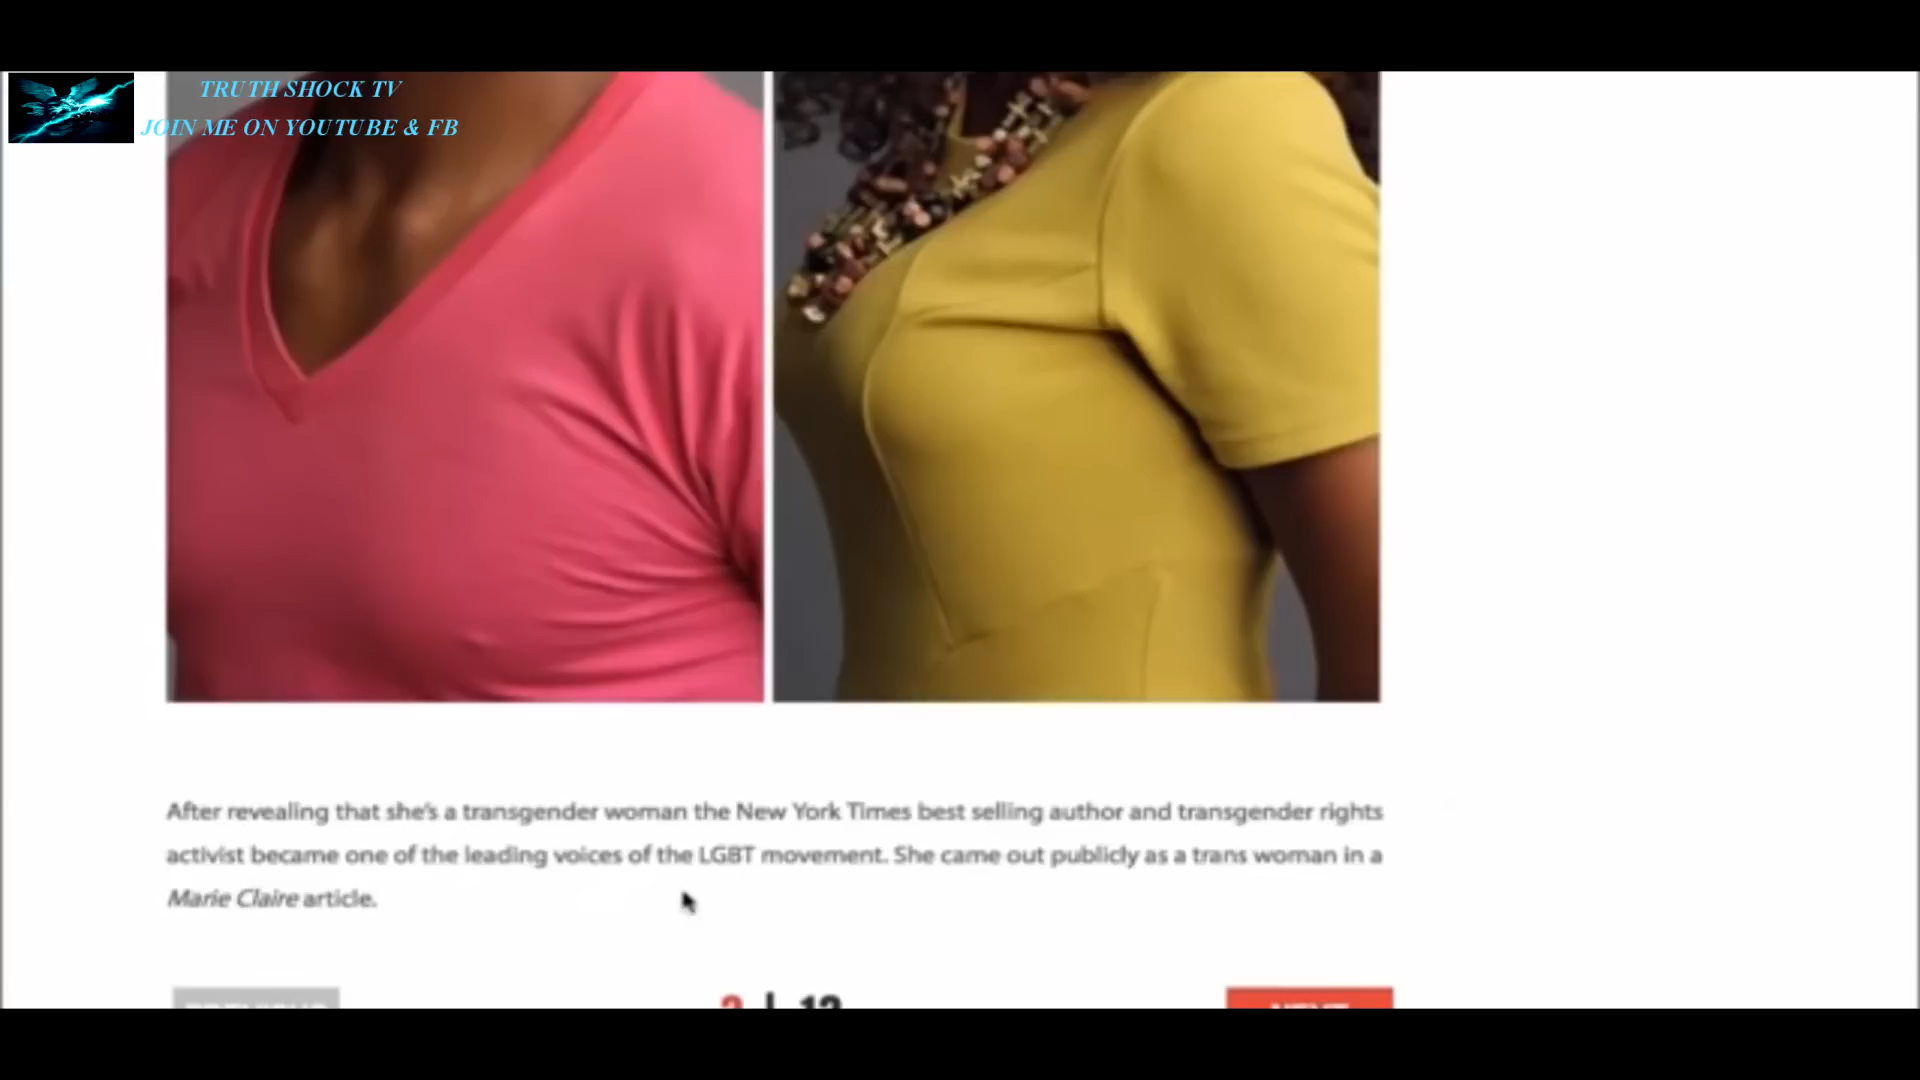 TRUTH SHOCK TV
JOIN ME ON YOUTUBE & FB
After revealing that she's a transgender woman the New York Times best selling author and transgender rights
activist became one of the leading voices of the LGBT movement. She came out publicly as a trans woman in a
Marie Claire article.